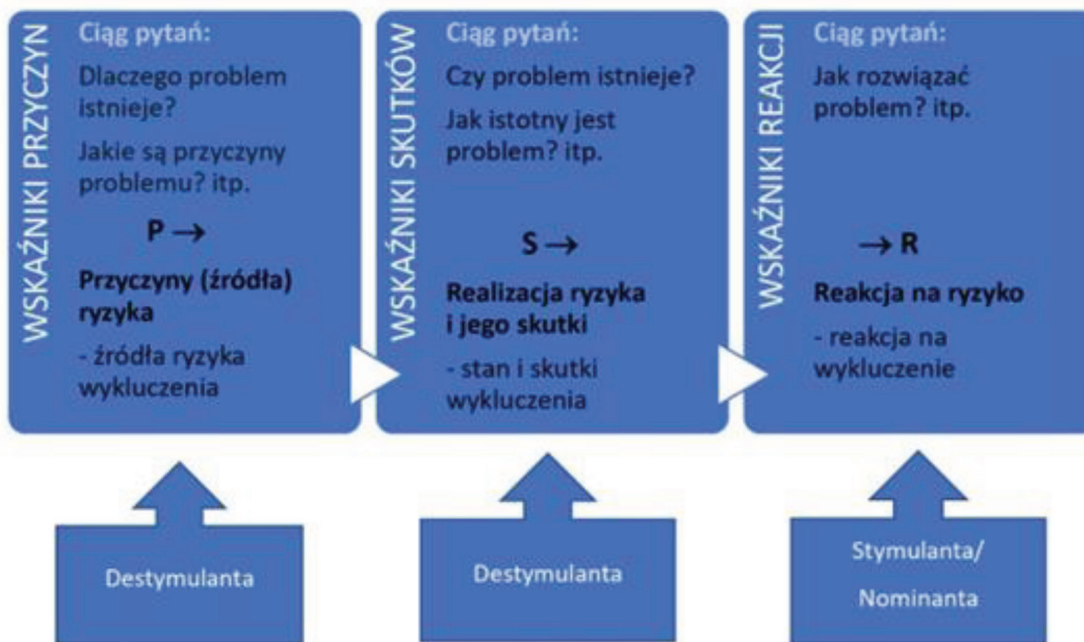 WSKAŹNIKI PRZYCZYN
Ciąg pytań:
Dlaczego problem
istnieje?
Jakie są przyczyny
problemu? itp.
P →
Przyczyny (źródła)
ryzyka
- źródła ryzyka
wykluczenia
WSKAŹNIKI SKUTKÓW
Ciąg pytań:
Czy problem istnieje?
Jak istotny jest
problem? itp.
S →
Realizacja ryzyka
i jego skutki
- stan i skutki
wykluczenia
WSKAŹNIKI REAKCJI
Ciąg pytań:
Jak rozwiązać
problem? itp.
→ R
Reakcja na ryzyko
- reakcja na
wykluczenie
Destymulanta
Destymulanta
Stymulanta/
Nominanta